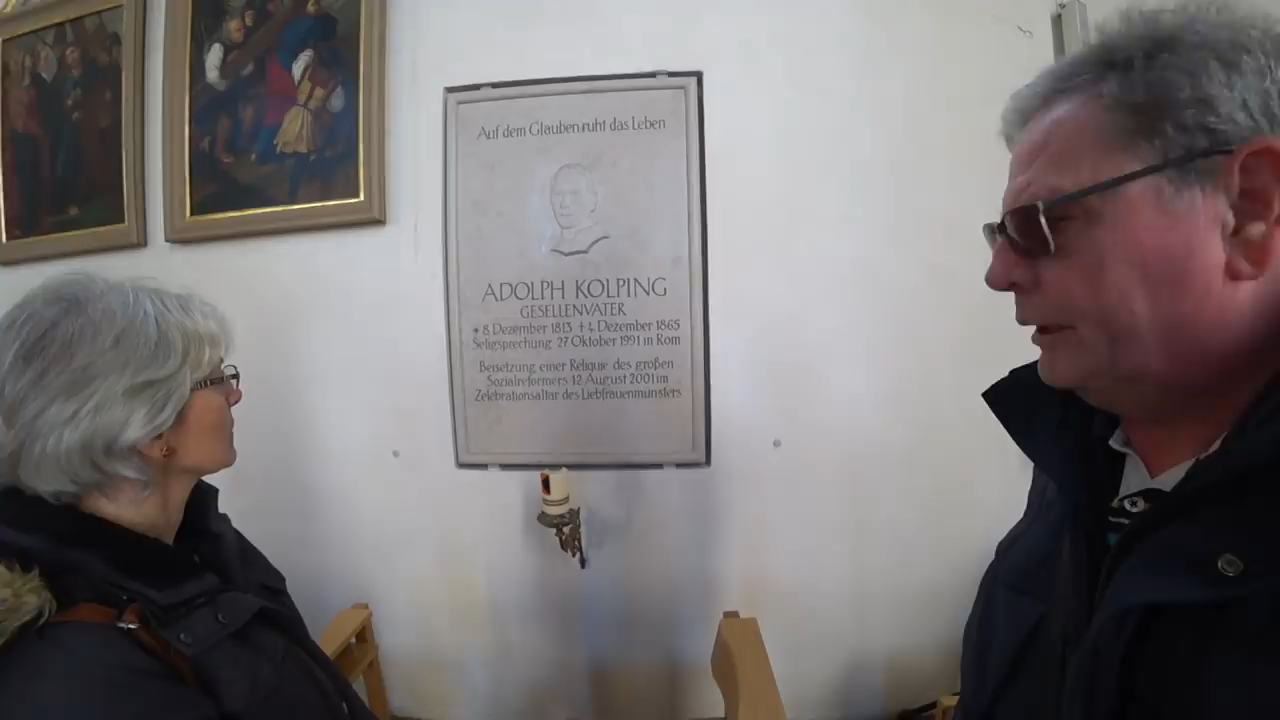 Auf dem Glauben ruht das Leben
ADOLPH KOLPING
GESELLENVATER
* 8. Dezember 1813 † 4. Dezember 1865
Seligsprechung 27. Oktober 1991 in Rom
Beisetzung einer Reliquie des großen
Sozialreformers 12. August 2001 im
Zelebrationsaltar des Liebfrauenmünsters